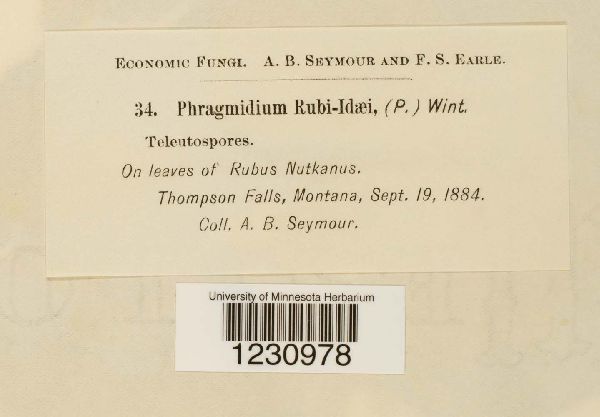 Economic Fungi. A. B. Seymour and F. S. Earle.
34. Phragmidium Rubi-Idæi, (P.) Wint.
Teleutospores.
On leaves of Rubus Nutkanus.
Thompson Falls, Montana, Sept. 19, 1884.
Coll. A. B. Seymour.
University of Minnesota Herbarium
1230978